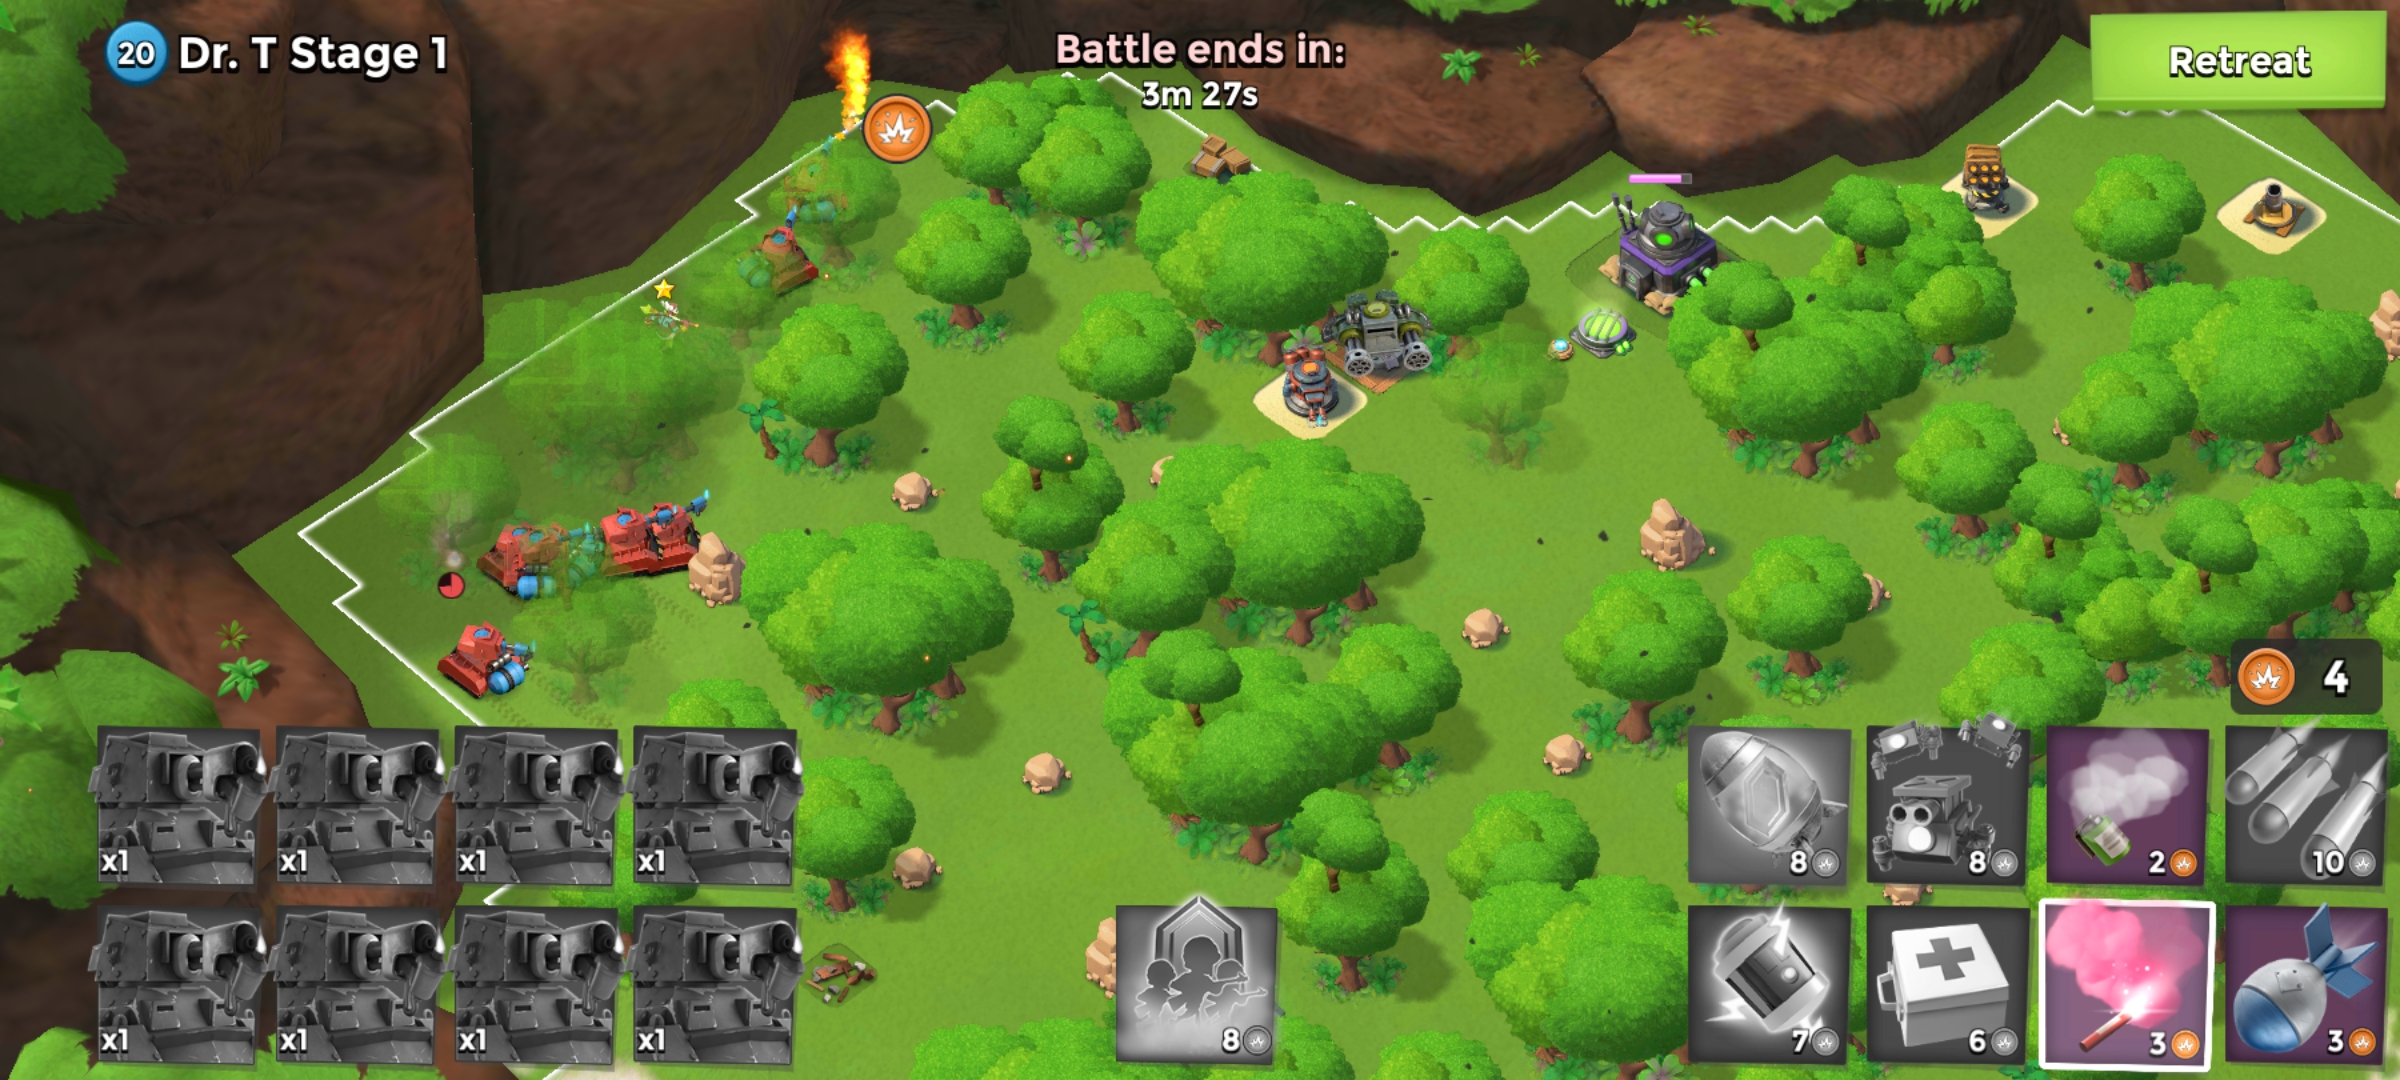 20 Dr. T Stage 1
Battle ends in:
3m 27s
Retreat
4
x1 x1 x1 x1
8 8 2 10
x1 x1 x1 x1
8
7 6 3 3